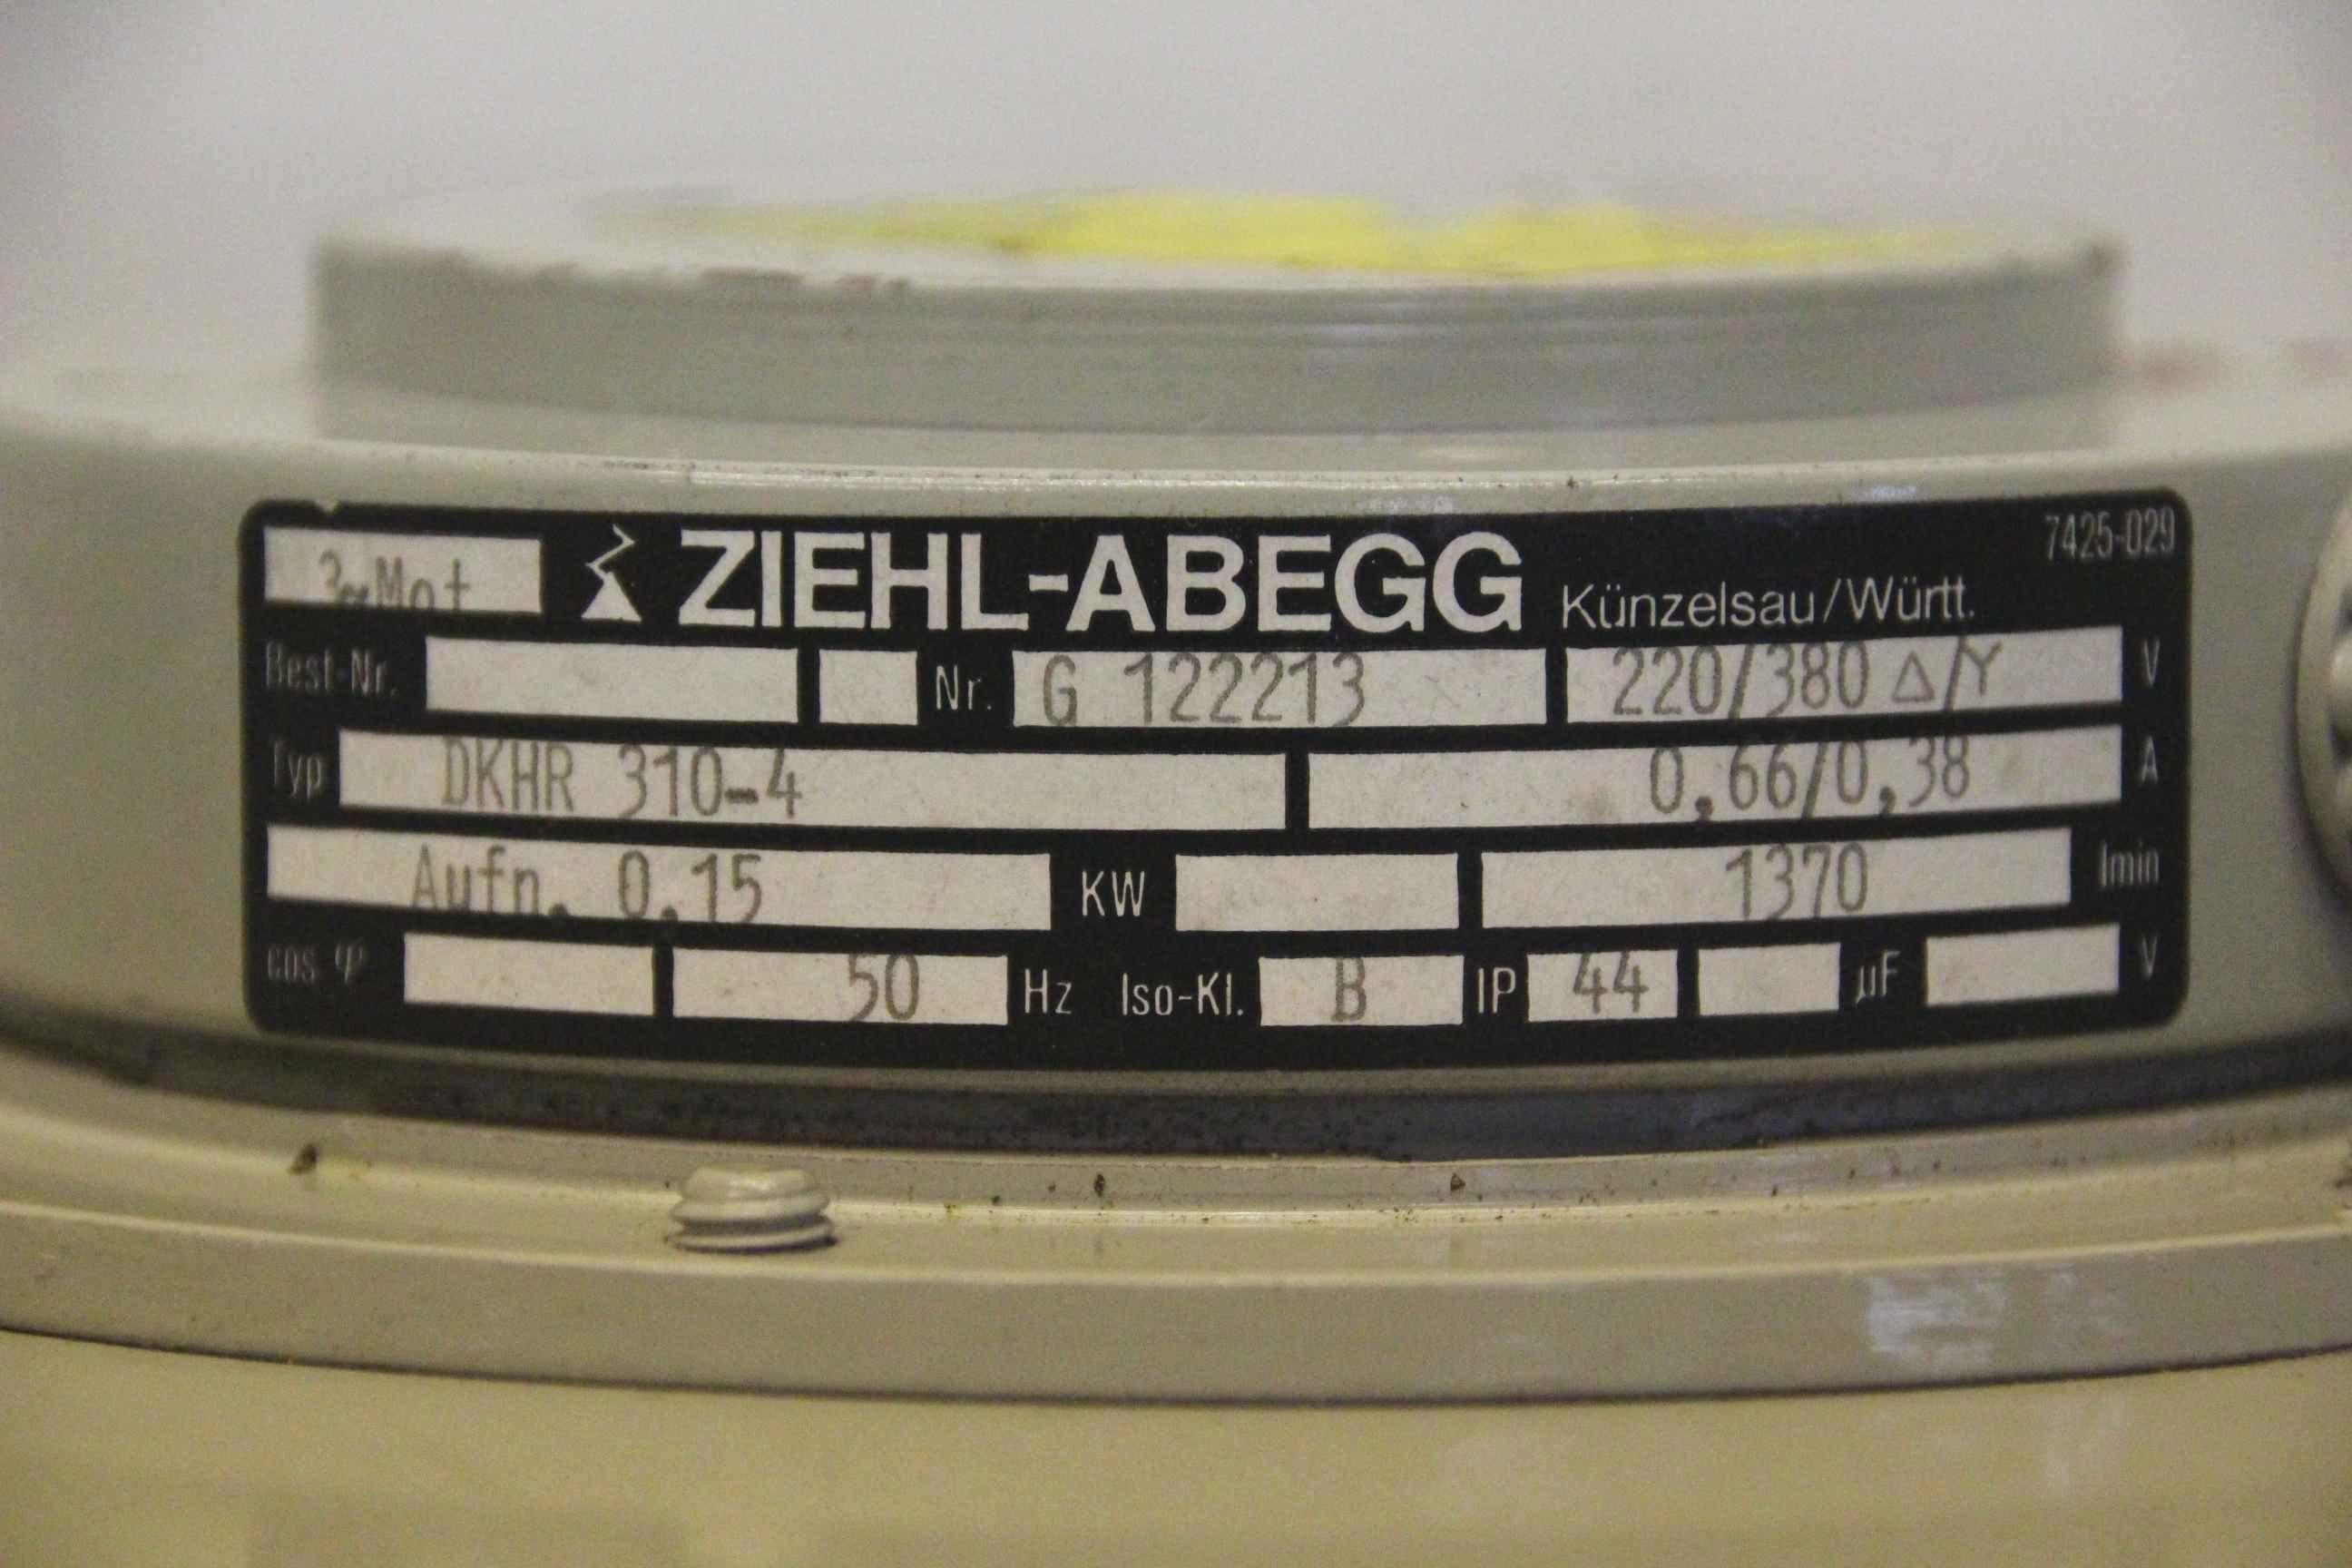 3~Mot ZIEHL-ABEGG Künzelsau/Württ. 7425-029
Best-Nr. Nr. G 122213 220/380 Δ/Y V
Typ DKHR 310-4 0,66/0,38 A
Aufn. 0,15 KW 1370 1min
cos φ 50 Hz Iso-Kl. B IP 44 µF V